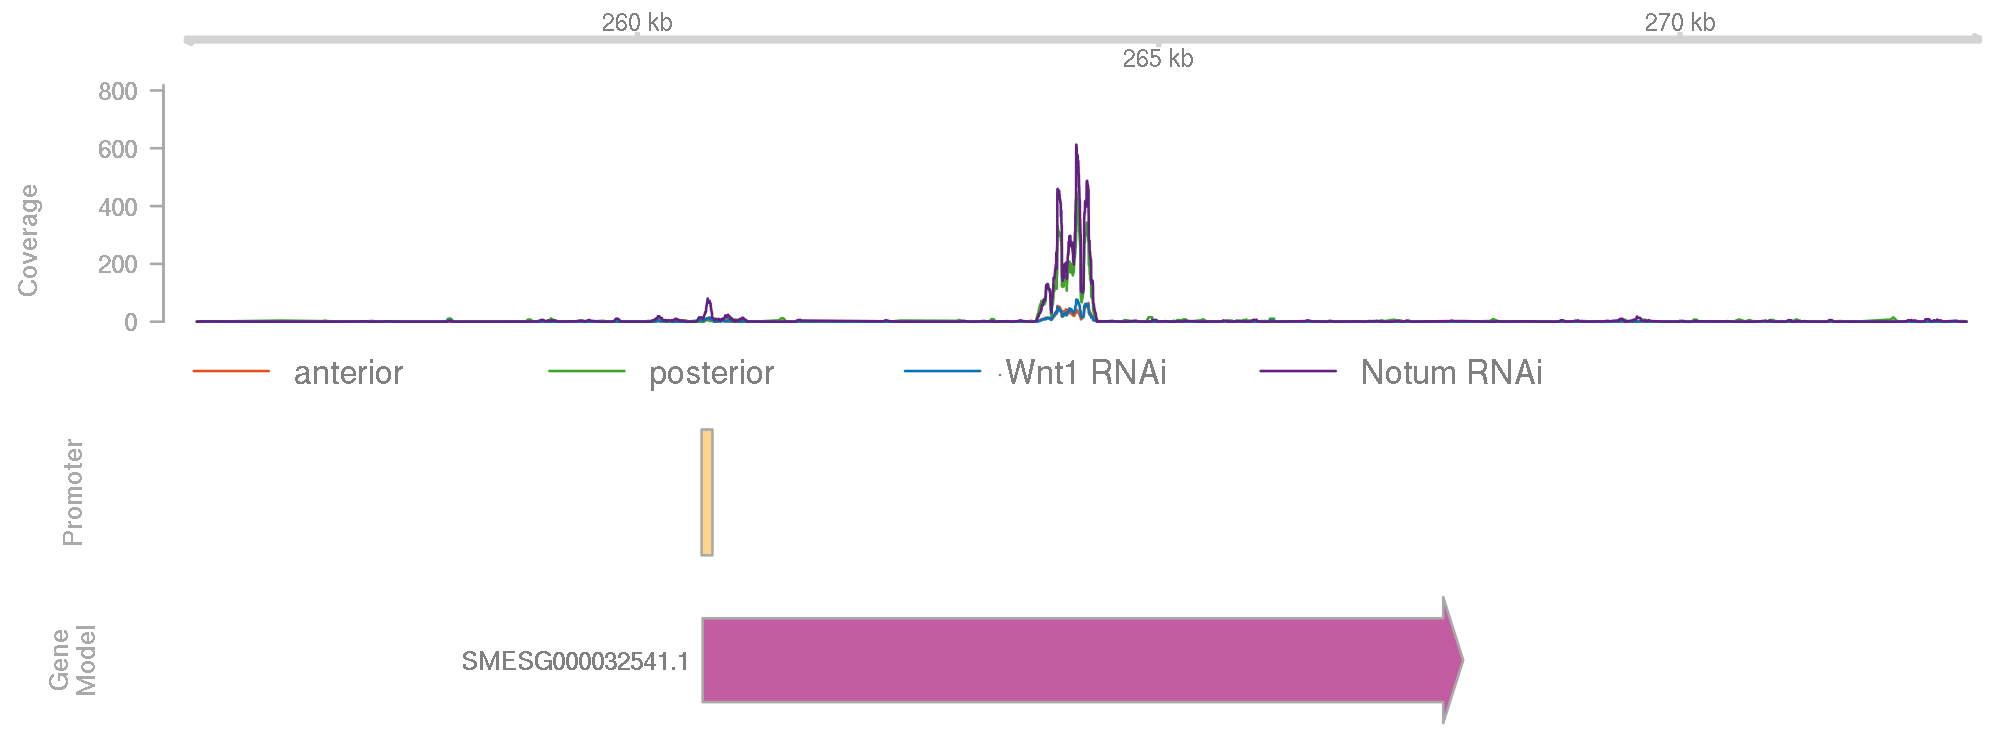 260 kb
270 kb
265 kb
800
600
400
200
0
Coverage
anterior posterior Wnt1 RNAi Notum RNAi
Promoter
SMESG000032541.1
Gene
Model